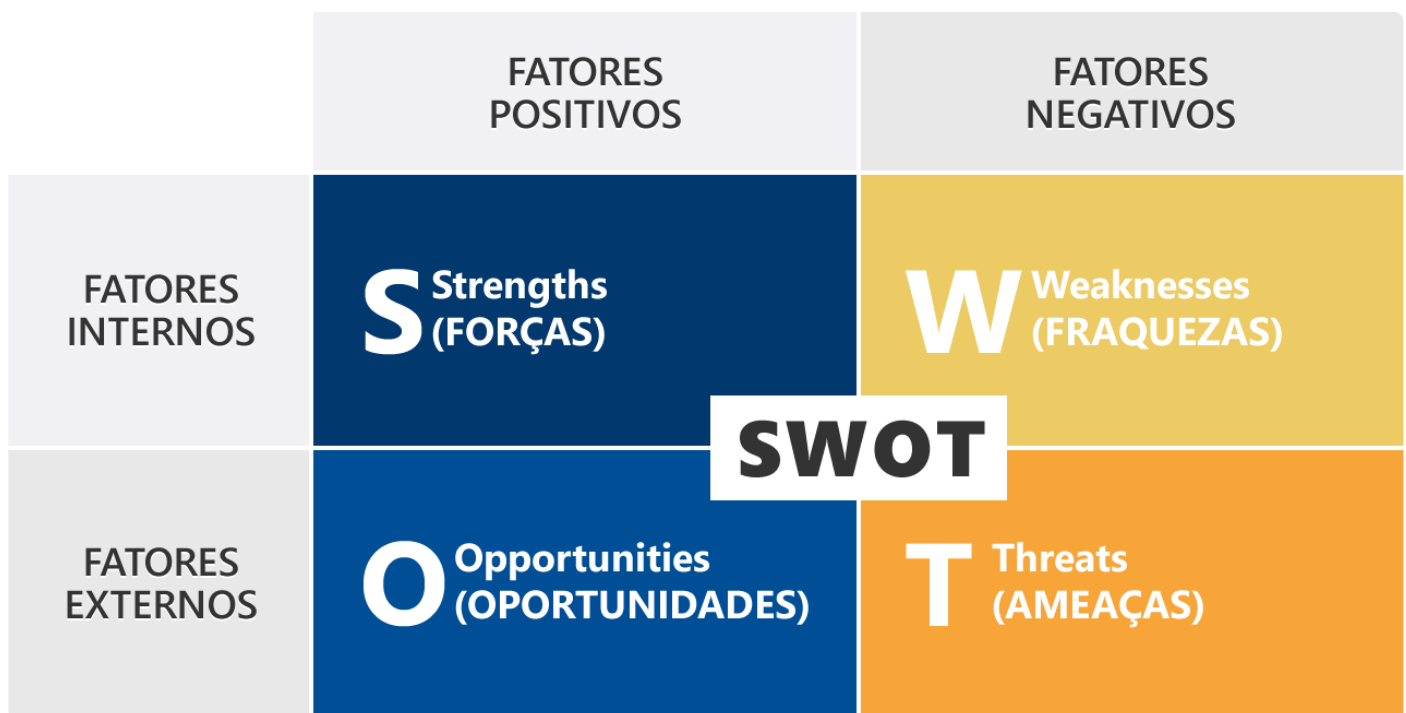 FATORES
POSITIVOS
FATORES
NEGATIVOS
FATORES
INTERNOS
S
Strengths
(FORÇAS)
W
Weaknesses
(FRAQUEZAS)
SWOT
FATORES
EXTERNOS
O
Opportunities
(OPORTUNIDADES)
T
Threats
(AMEAÇAS)